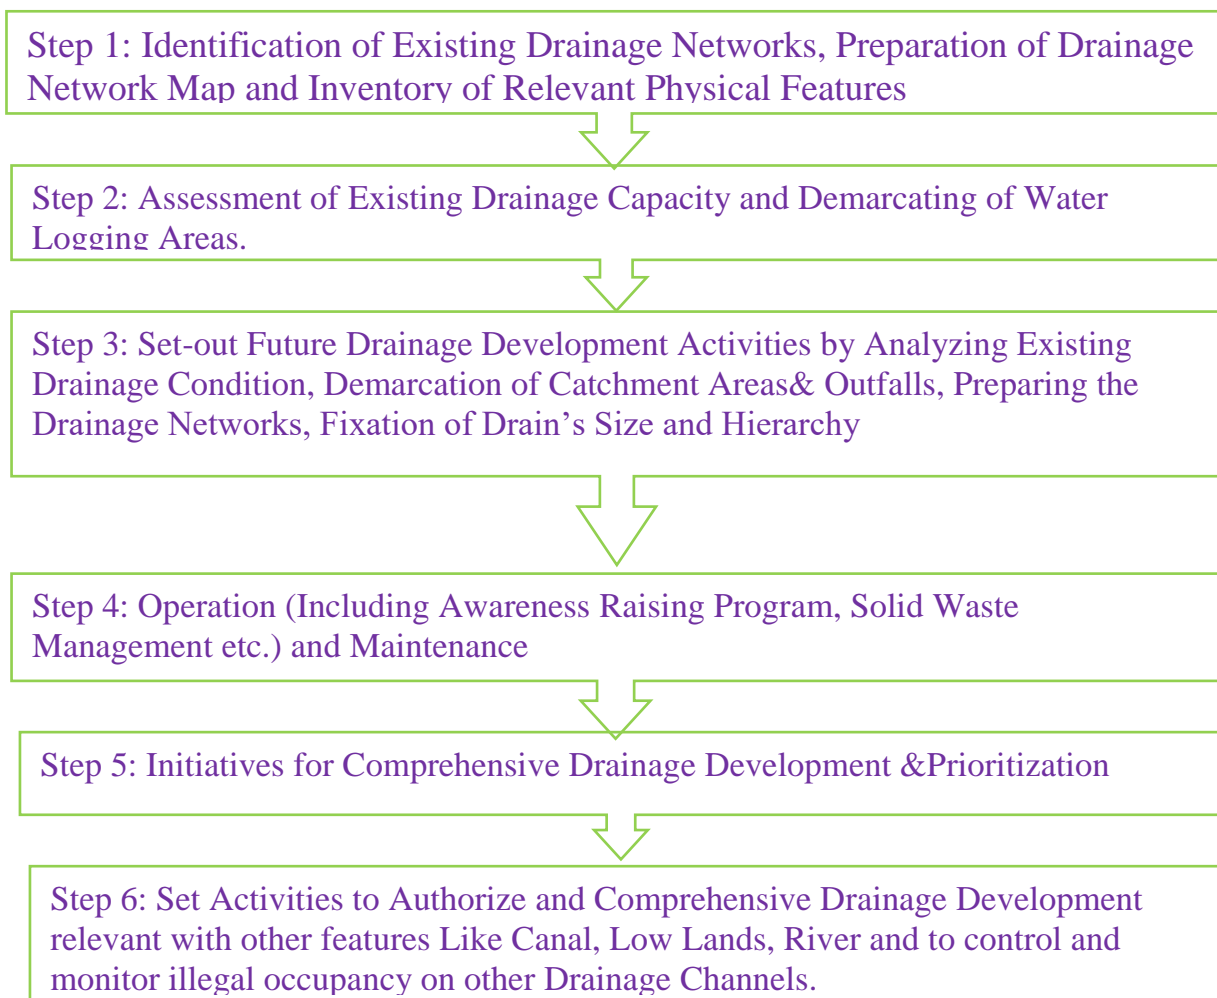 Step 1: Identification of Existing Drainage Networks, Preparation of Drainage
Network Map and Inventory of Relevant Physical Features
Step 2: Assessment of Existing Drainage Capacity and Demarcating of Water
Logging Areas.
Step 3: Set-out Future Drainage Development Activities by Analyzing Existing
Drainage Condition, Demarcation of Catchment Areas& Outfalls, Preparing the
Drainage Networks, Fixation of Drain’s Size and Hierarchy
Step 4: Operation (Including Awareness Raising Program, Solid Waste
Management etc.) and Maintenance
Step 5: Initiatives for Comprehensive Drainage Development &Prioritization
Step 6: Set Activities to Authorize and Comprehensive Drainage Development
relevant with other features Like Canal, Low Lands, River and to control and
monitor illegal occupancy on other Drainage Channels.